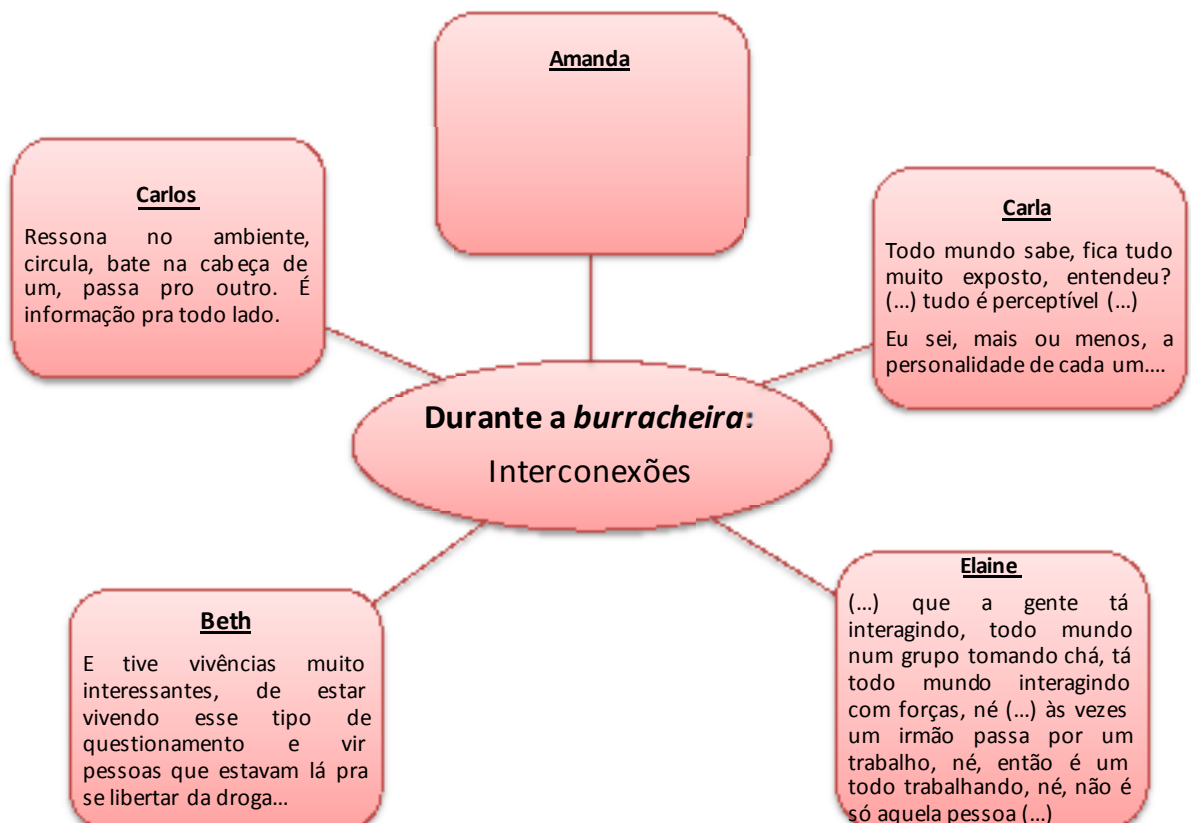 Amanda
Carlos
Ressona no ambiente,
circula, bate na cabeça de
um, passa pro outro. É
informação pra todo lado.
Carla
Todo mundo sabe, fica tudo
muito exposto, entendeu?
(...) tudo é perceptível (...)
Eu sei, mais ou menos, a
personalidade de cada um....
Durante a burracheira:
Interconexões
Beth
E tive vivências muito
interessantes, de estar
vivendo esse tipo de
questionamento e vir
pessoas que estavam lá pra
se libertar da droga...
Elaine
(...) que a gente tá
interagindo, todo mundo
num grupo tomando chá, tá
todo mundo interagindo
com forças, né (...) às vezes
um irmão passa por um
trabalho, né, então é um
todo trabalhando, né, não é
só aquela pessoa (...)